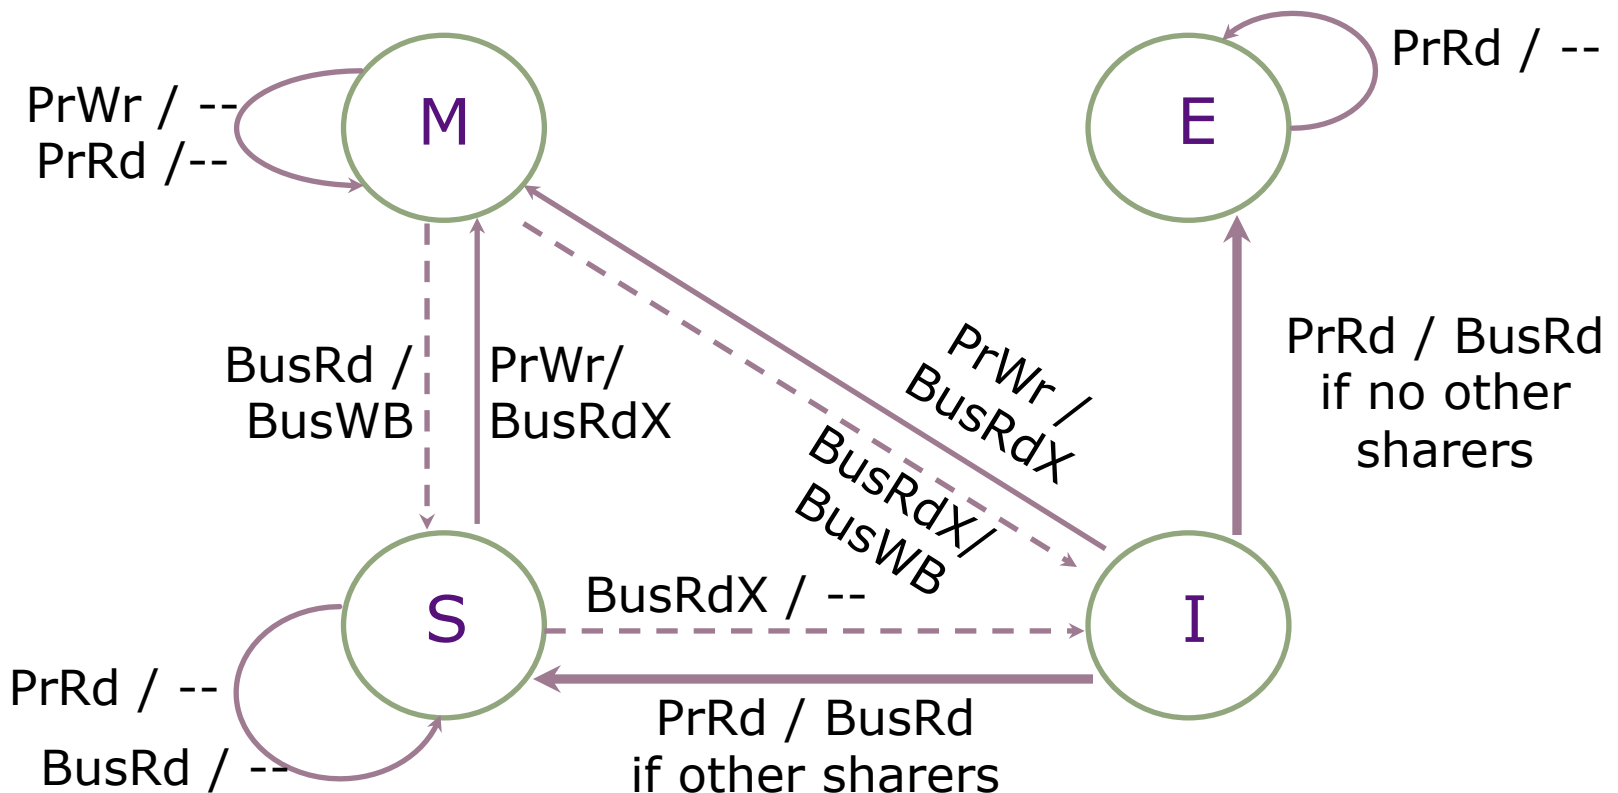 PrWr / --
PrRd /--
M
E
PrRd / --
BusRd /
BusWB
PrWr/
BusRdX
PrWr /
BusRdX
BusRdX/
BusWB
PrRd / BusRd
if no other
sharers
S
BusRdX / --
I
PrRd / --
BusRd / --
PrRd / BusRd
if other sharers